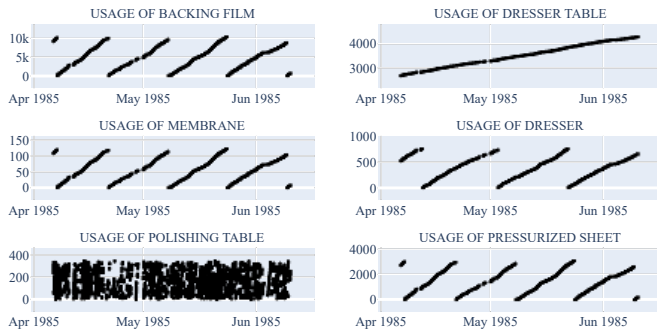 USAGE OF BACKING FILM
10k
5k
0
Apr 1985 May 1985 Jun 1985
USAGE OF DRESSER TABLE
4000
3000
Apr 1985 May 1985 Jun 1985
USAGE OF MEMBRANE
150
100
50
0
Apr 1985 May 1985 Jun 1985
USAGE OF DRESSER
1000
500
0
Apr 1985 May 1985 Jun 1985
USAGE OF POLISHING TABLE
400
200
0
Apr 1985 May 1985 Jun 1985
USAGE OF PRESSURIZED SHEET
4000
2000
0
Apr 1985 May 1985 Jun 1985